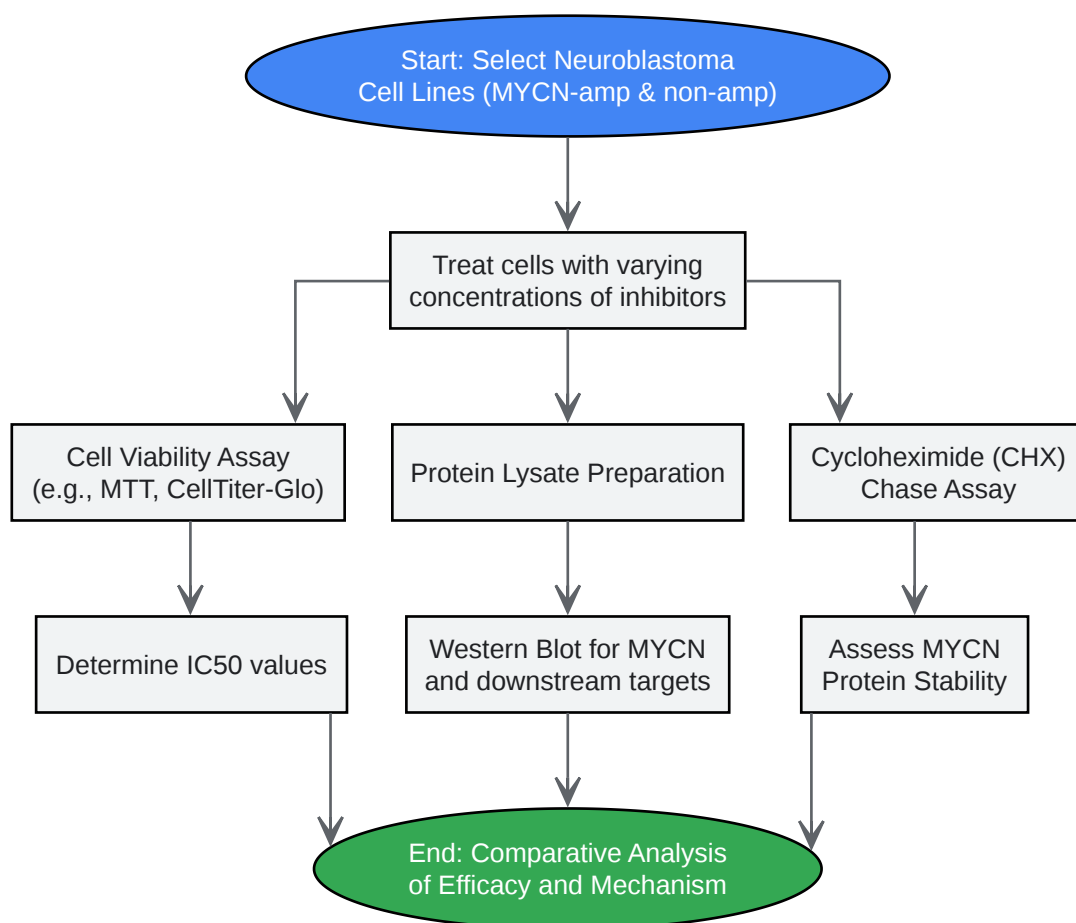 Start: Select Neuroblastoma
Cell Lines (MYCN-amp & non-amp)
Treat cells with varying
concentrations of inhibitors
Cell Viability Assay
(e.g., MTT, CellTiter-Glo)
Protein Lysate Preparation
Cycloheximide (CHX)
Chase Assay
Determine IC50 values
Western Blot for MYCN
and downstream targets
Assess MYCN
Protein Stability
End: Comparative Analysis
of Efficacy and Mechanism